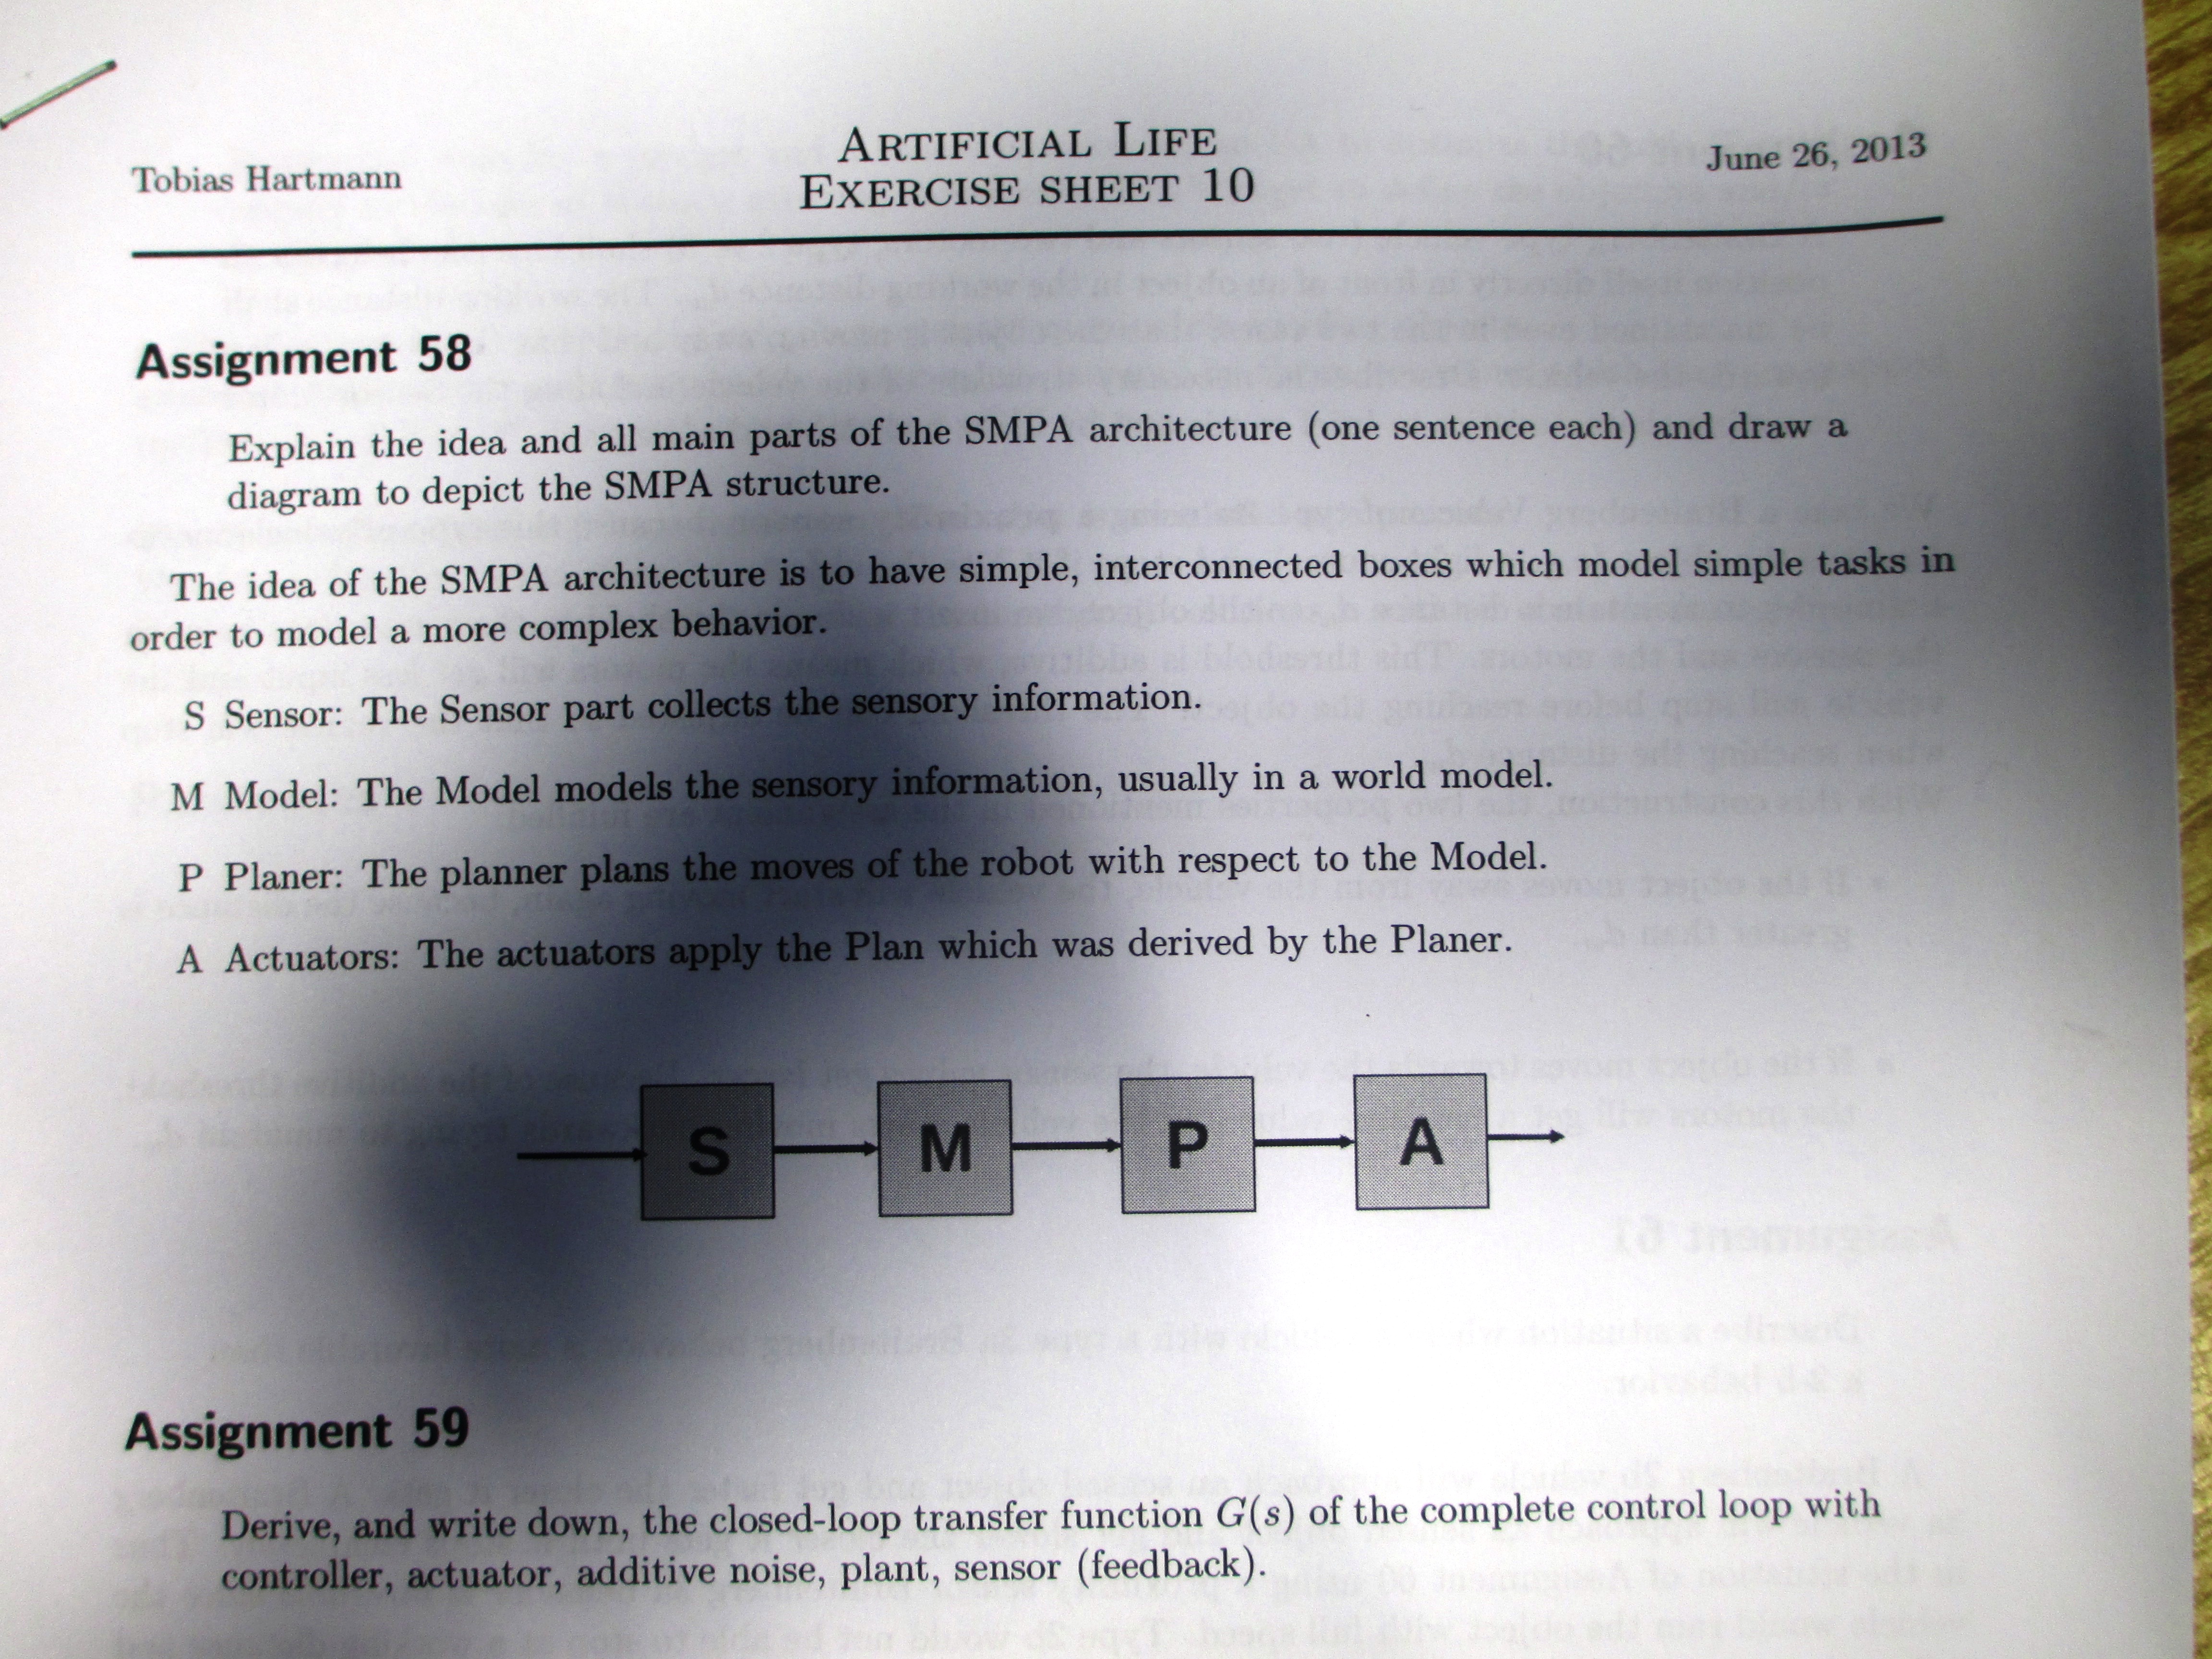 Tobias Hartmann
ARTIFICIAL LIFE
EXERCISE SHEET 10
June 26, 2013
Assignment 58
Explain the idea and all main parts of the SMPA architecture (one sentence each) and draw a
diagram to depict the SMPA structure.
The idea of the SMPA architecture is to have simple, interconnected boxes which model simple tasks in
order to model a more complex behavior.
S Sensor: The Sensor part collects the sensory information.
M Model: The Model models the sensory information, usually in a world model.
P Planer: The planner plans the moves of the robot with respect to the Model.
A Actuators: The actuators apply the Plan which was derived by the Planer.
S M P A
Assignment 59
Derive, and write down, the closed-loop transfer function G(s) of the complete control loop with
controller, actuator, additive noise, plant, sensor (feedback).